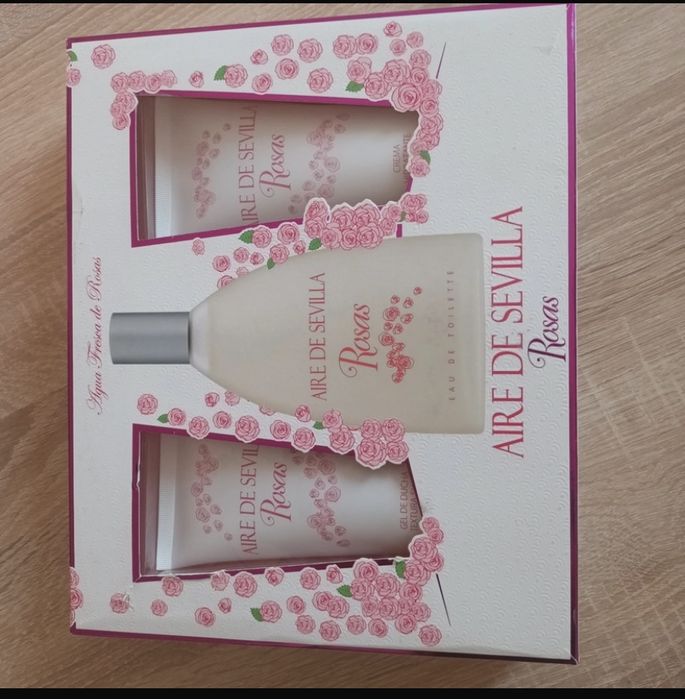 Agua Fresca de Rosas
AIRE DE SEVILLA
Rosas
GEL DE DUCHA
TEXTURA
AIRE DE SEVILLA
Rosas
EAU DE TOILETTE
AIRE DE SEVILLA
Rosas
CREMA
AIRE DE SEVILLA
Rosas